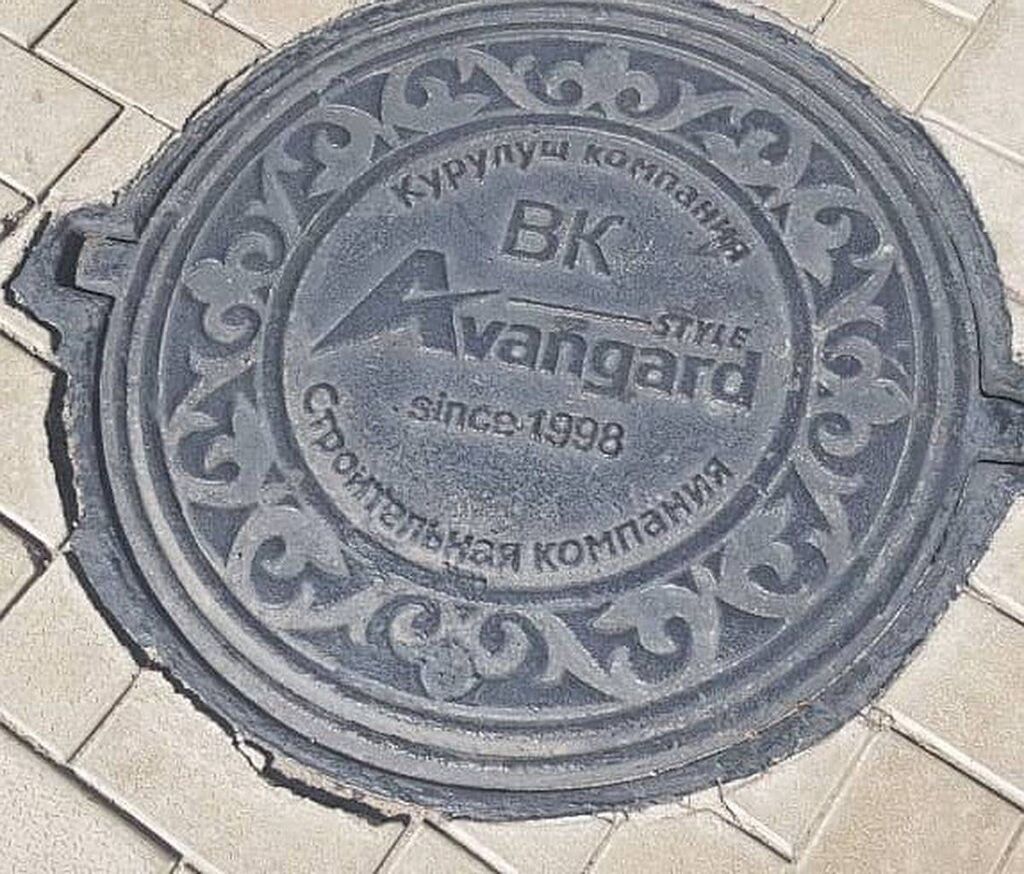 Курулуш компания
ВК
STYLE
Avangard
since 1998
Строительная компания